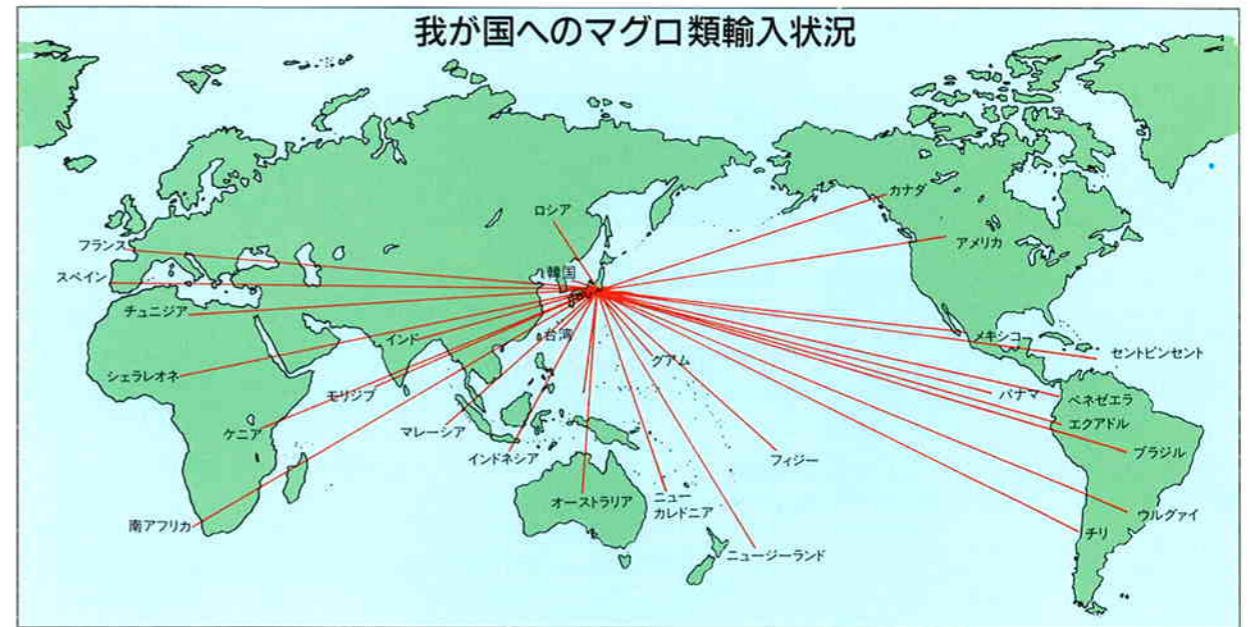 我が国へのマグロ類輸入状況
カナダ
ロシア
アメリカ
フランス
韓国
スペイン
チュニジア
インド
台湾
メキシコ
グアム
セントビンセント
シェラレオネ
モリジブ
パナマ
ベネゼエラ
エクアドル
ケニア
マレーシア
インドネシア
フィジー
ブラジル
オーストラリア
ニュー
カレドニア
ウルグァイ
南アフリカ
チリ
ニュージーランド